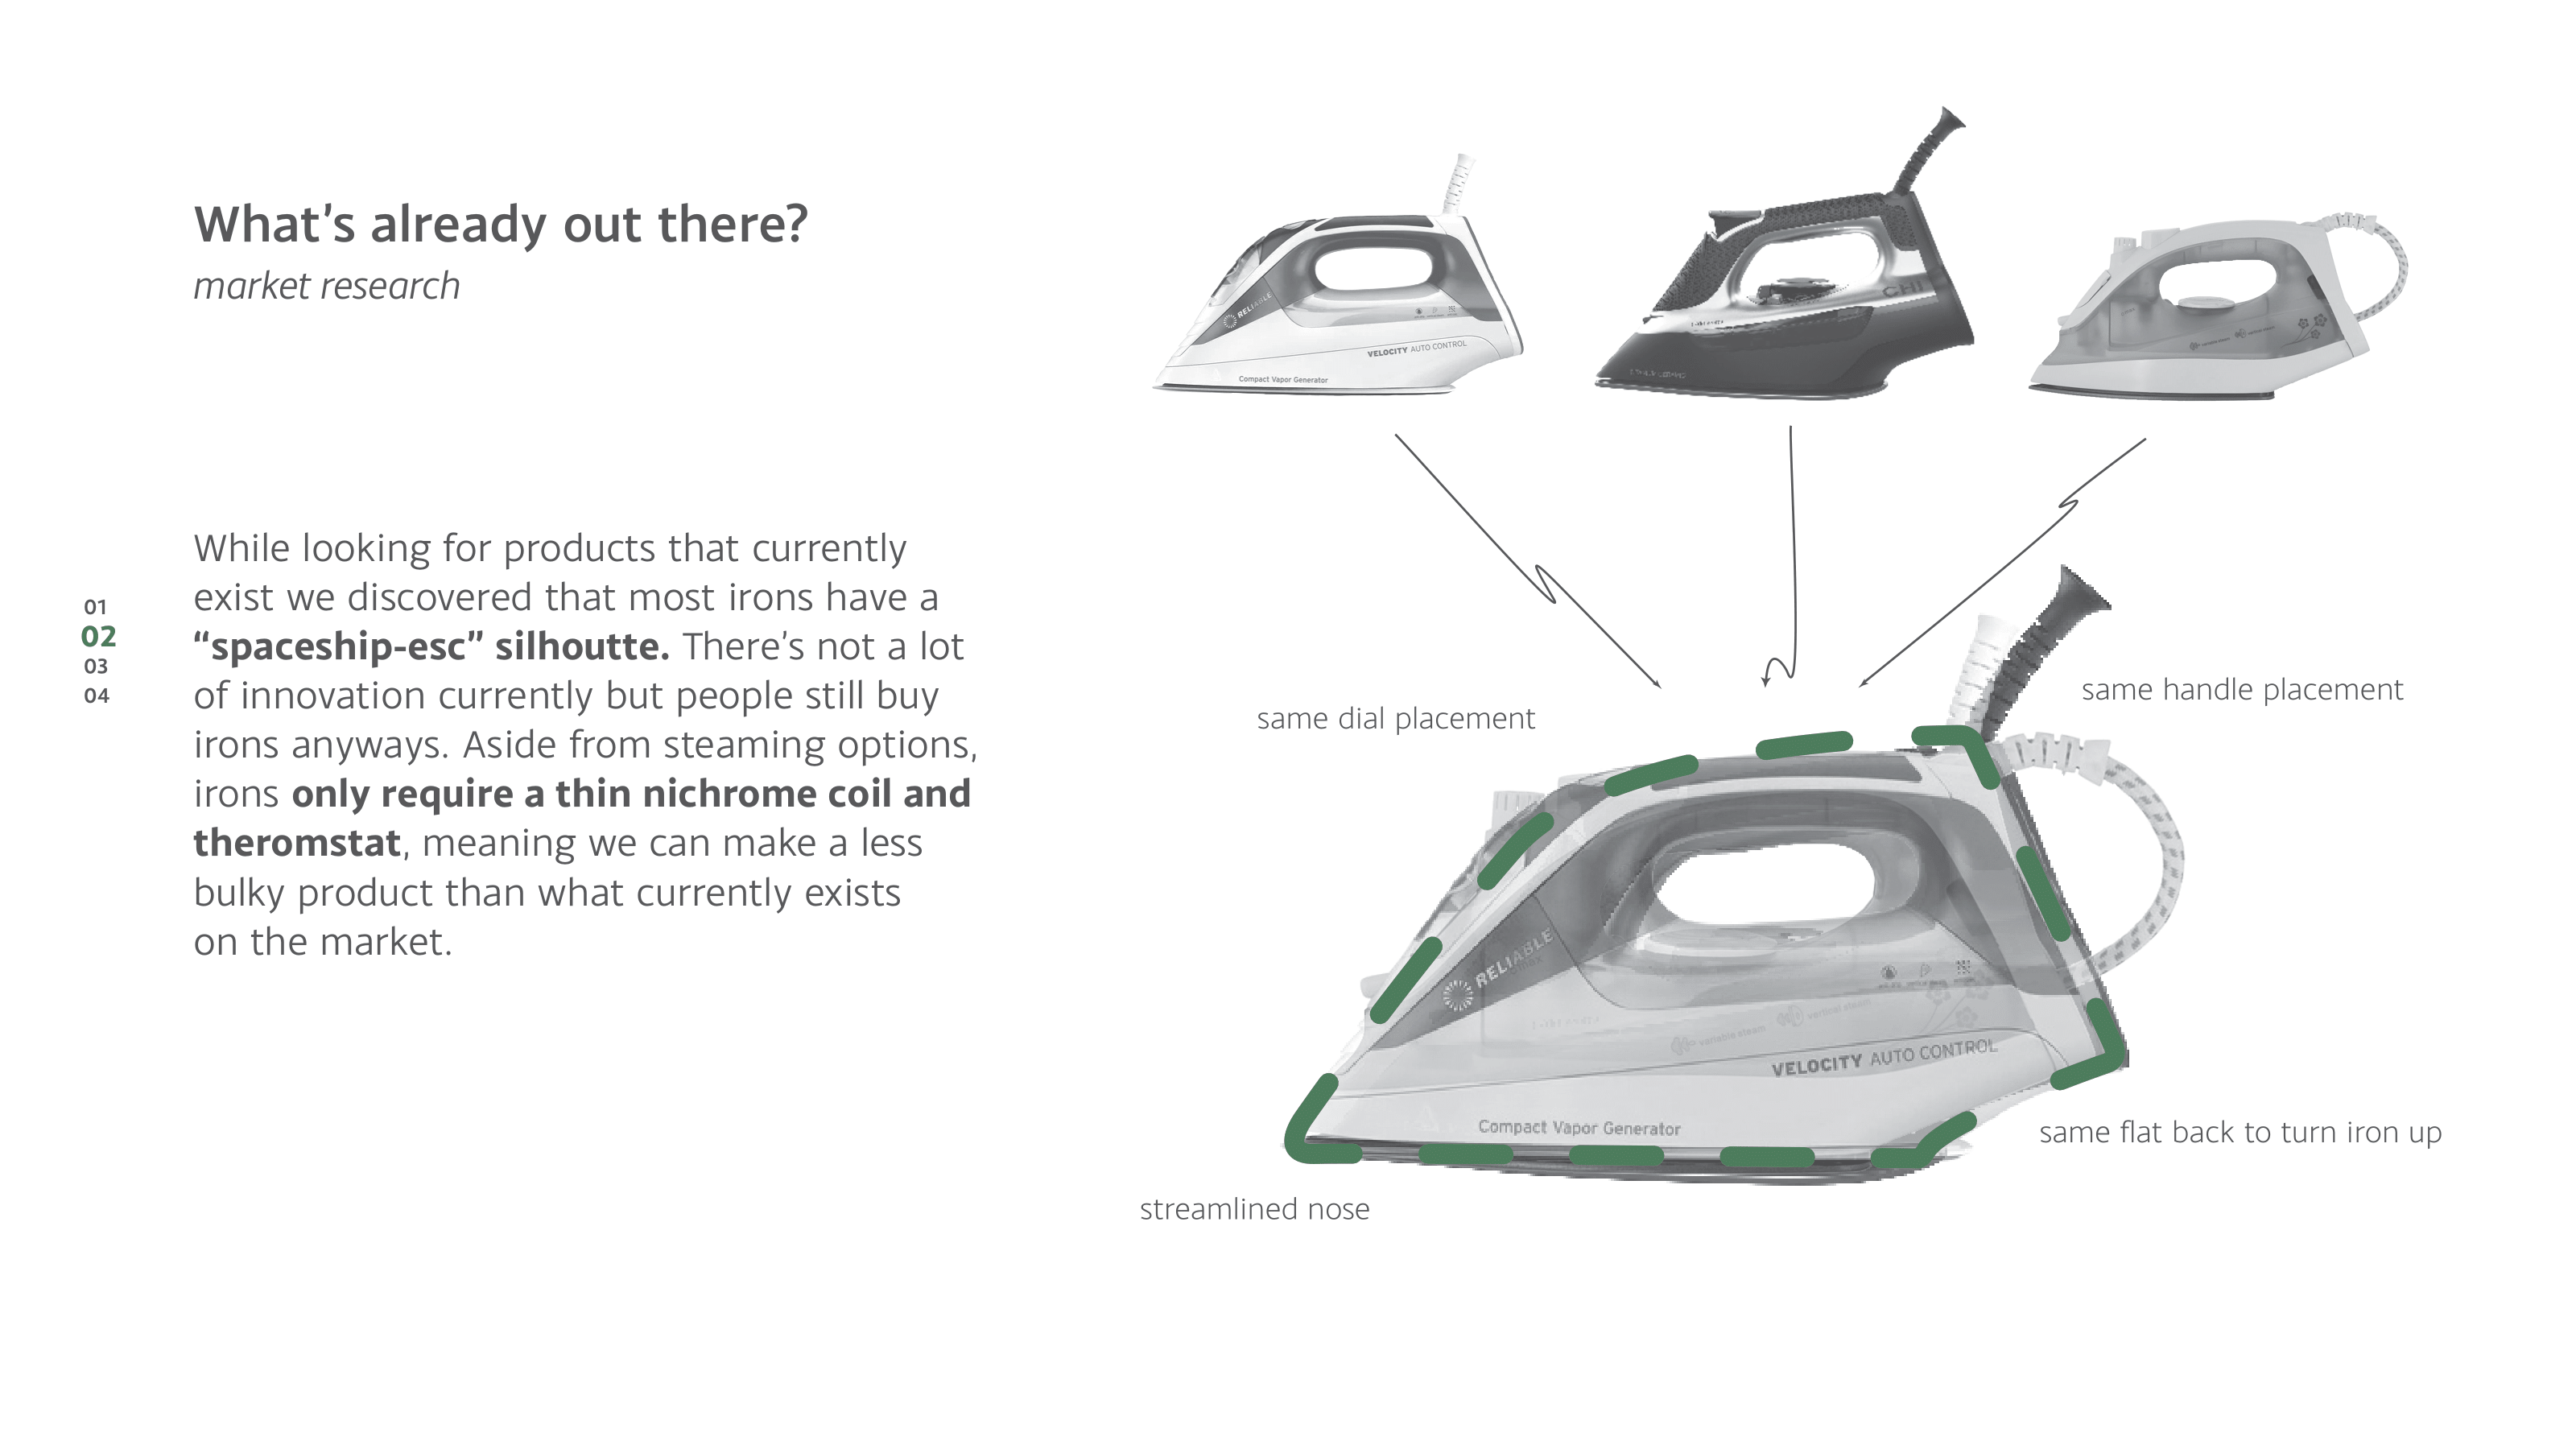 What's already out there?
market research
While looking for products that currently
exist we discovered that most irons have a
“spaceship-esc” silhoutte. There's not a lot
of innovation currently but people still buy
irons anyways. Aside from steaming options,
irons only require a thin nichrome coil and
theromstat, meaning we can make a less
bulky product than what currently exists
on the market.
01
02
03
04
RELIABLE
VELOCITY AUTO CONTROL
Compact Vapor Generator
CHI
same dial placement
same handle placement
RELIABLE
variable steam
vertical steam
VELOCITY AUTO CONTROL
Compact Vapor Generator
same flat back to turn iron up
streamlined nose